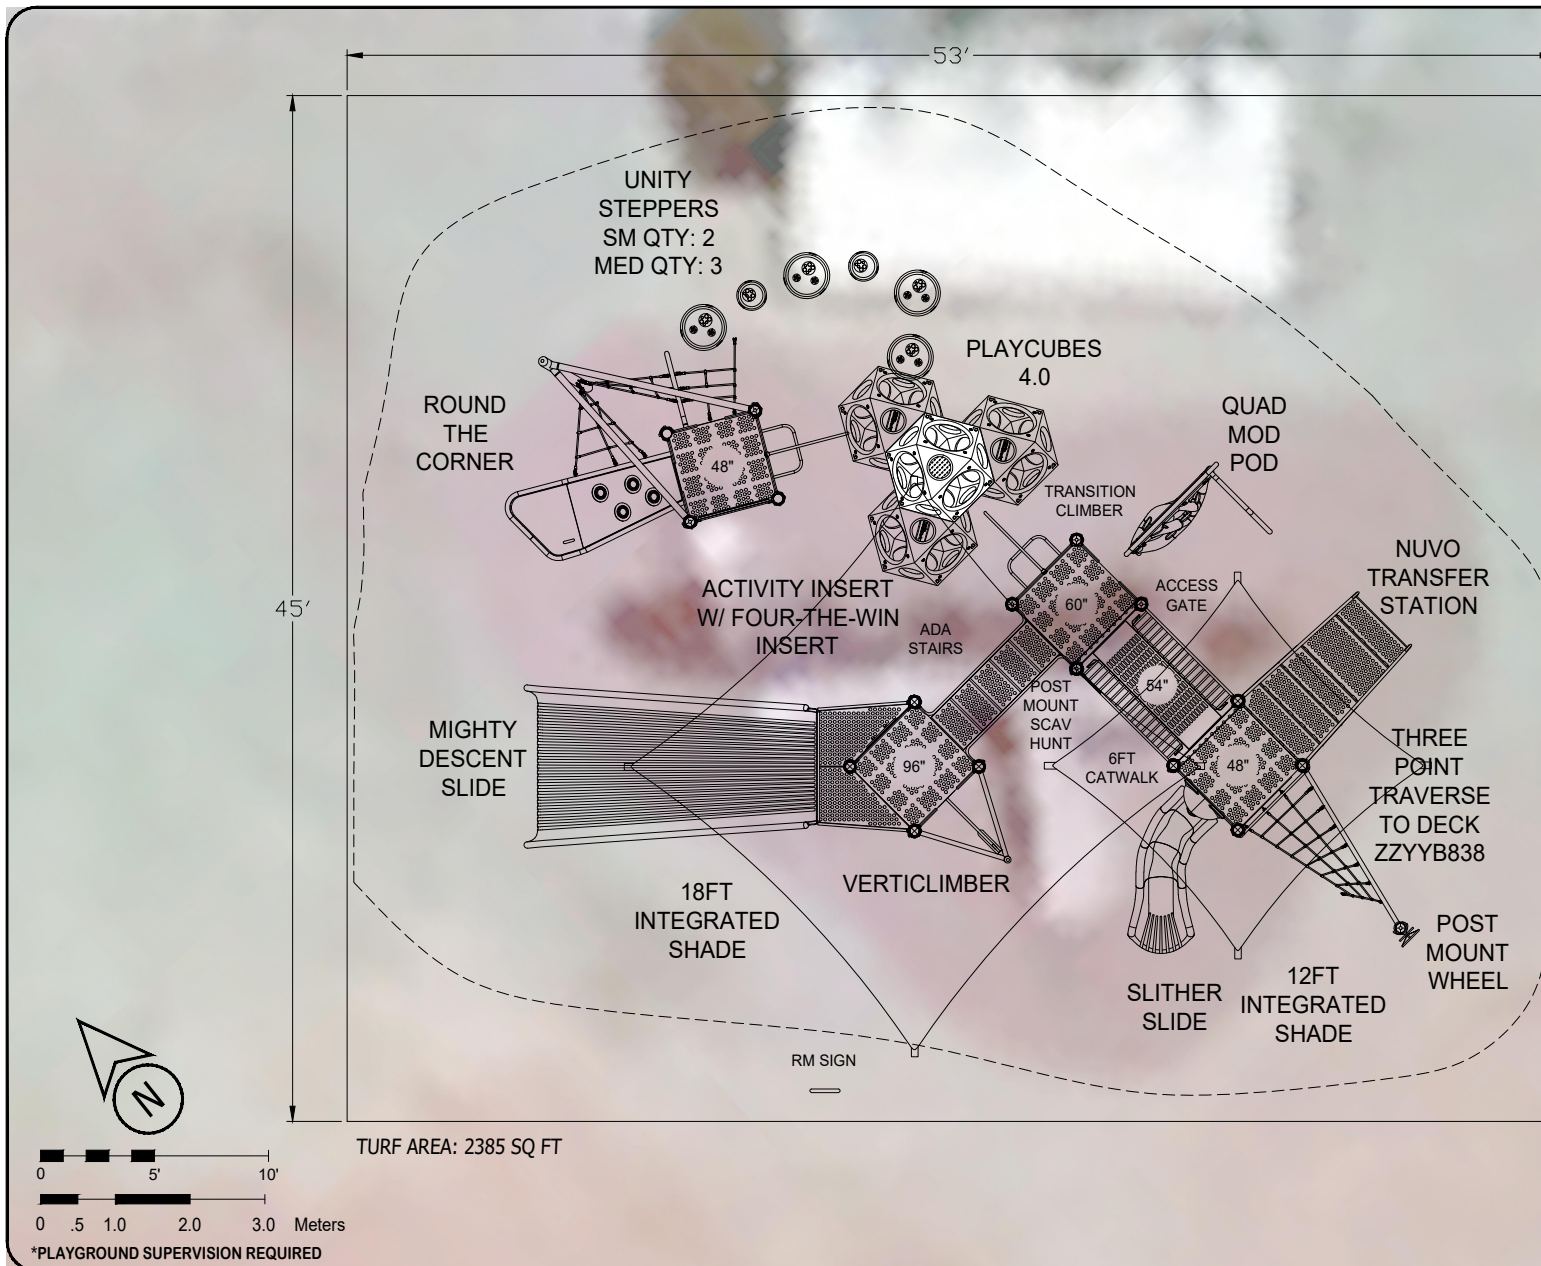 53'
45'
UNITY
STEPPERS
SM QTY: 2
MED QTY: 3
PLAYCUBES
4.0
ROUND
THE
CORNER
48"
QUAD
MOD
POD
TRANSITION
CLIMBER
NUVO
TRANSFER
STATION
ACTIVITY INSERT
W/ FOUR-THE-WIN
INSERT
ADA
STAIRS
60"
ACCESS
GATE
54"
POST
MOUNT
SCAV
HUNT
6FT
CATWALK
48"
THREE
POINT
TRAVERSE
TO DECK
ZZYYB838
MIGHTY
DESCENT
SLIDE
96"
VERTICLIMBER
18FT
INTEGRATED
SHADE
SLITHER
SLIDE
12FT
INTEGRATED
SHADE
POST
MOUNT
WHEEL
RM SIGN
N
TURF AREA: 2385 SQ FT
0 5' 10'
0 .5 1.0 2.0 3.0 Meters
*PLAYGROUND SUPERVISION REQUIRED